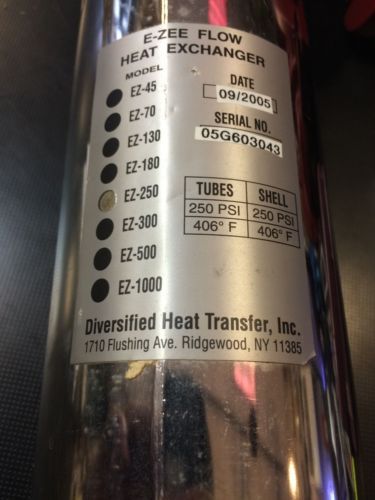 E-ZEE FLOW
HEAT EXCHANGER
MODEL
EZ-45
EZ-70
EZ-130
EZ-180
EZ-250
EZ-300
EZ-500
EZ-1000
DATE
09/2005
SERIAL NO.
05G603043
TUBES SHELL
250 PSI 250 PSI
406° F 406° F
Diversified Heat Transfer, Inc.
1710 Flushing Ave. Ridgewood, NY 11385